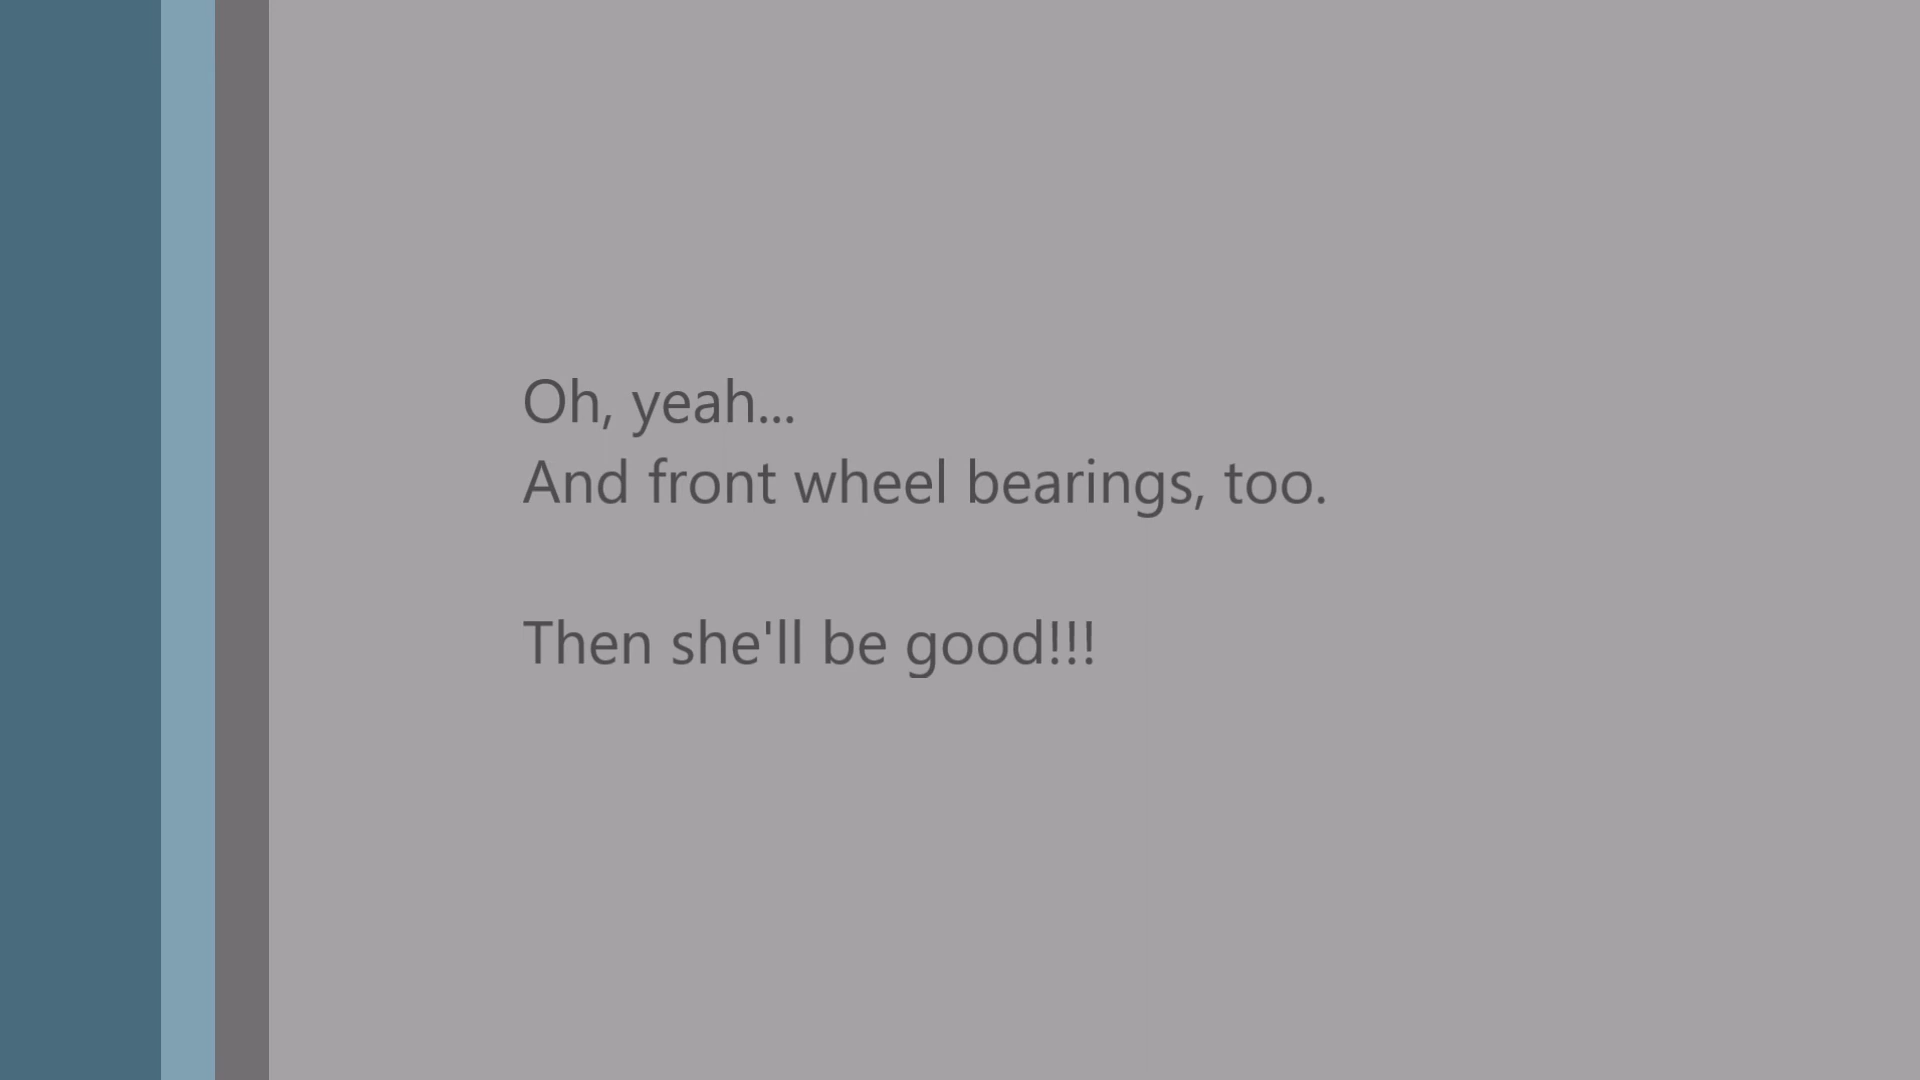 Oh, yeah...
And front wheel bearings, too.
Then she'll be good!!!